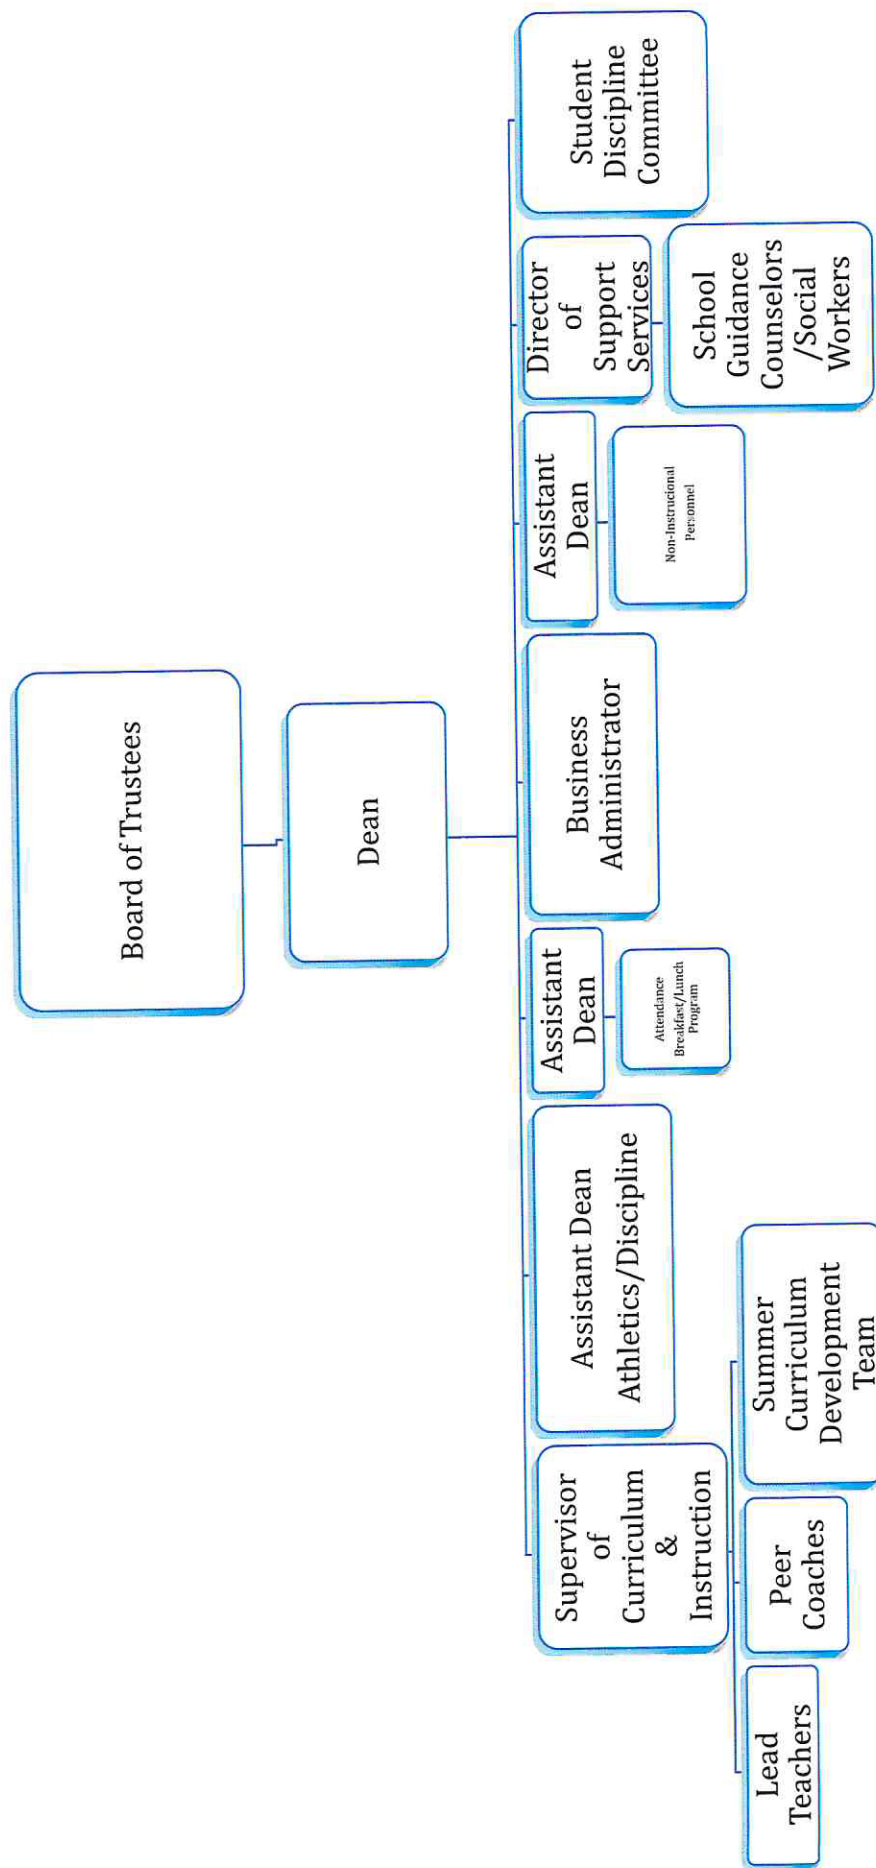 Board of Trustees
Dean
Supervisor
of
Curriculum
&
Instruction
Assistant Dean
Athletics/Discipline
Assistant
Dean
Business
Administrator
Assistant
Dean
Director
of
Support
Services
Student
Discipline
Committee
Lead
Teachers
Peer
Coaches
Summer
Curriculum
Development
Team
Attendance
Breakfast/Lunch
Program
Non-Instrucional
Personnel
School
Guidance
Counselors
/Social
Workers